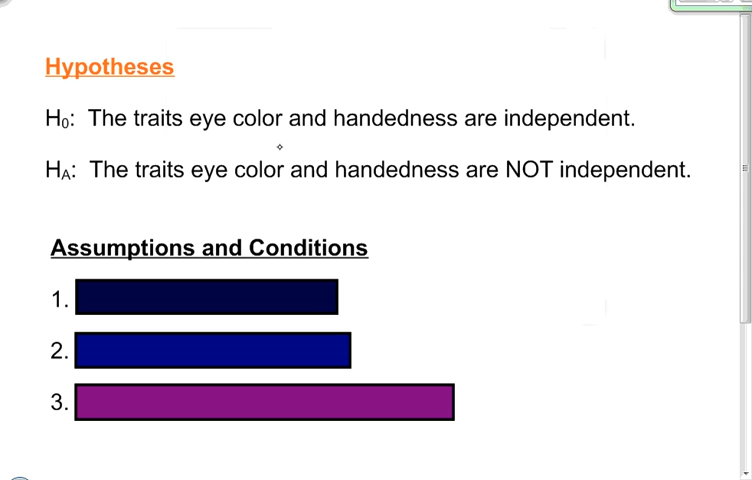 Hypotheses
H₀: The traits eye color and handedness are independent.
Hᴀ: The traits eye color and handedness are NOT independent.
Assumptions and Conditions
1.
2.
3.